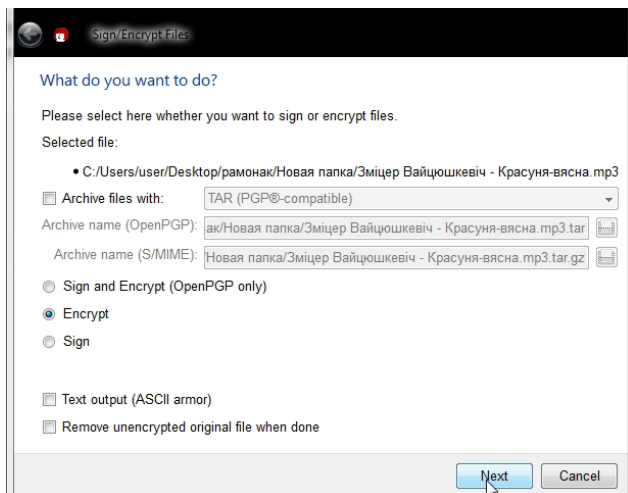 Sign/Encrypt Files
What do you want to do?
Please select here whether you want to sign or encrypt files.
Selected file:
• C:/Users/user/Desktop/рамонак/Новая папка/Зміцер Вайцюшкевіч - Красуня-вясна.mp3
Archive files with: TAR (PGP®-compatible)
Archive name (OpenPGP): ак/Новая папка/Зміцер Вайцюшкевіч - Красуня-вясна.mp3.tar
Archive name (S/MIME): 'Новая папка/Зміцер Вайцюшкевіч - Красуня-вясна.mp3.tar.gz
Sign and Encrypt (OpenPGP only)
Encrypt
Sign
Text output (ASCII armor)
Remove unencrypted original file when done
Next Cancel